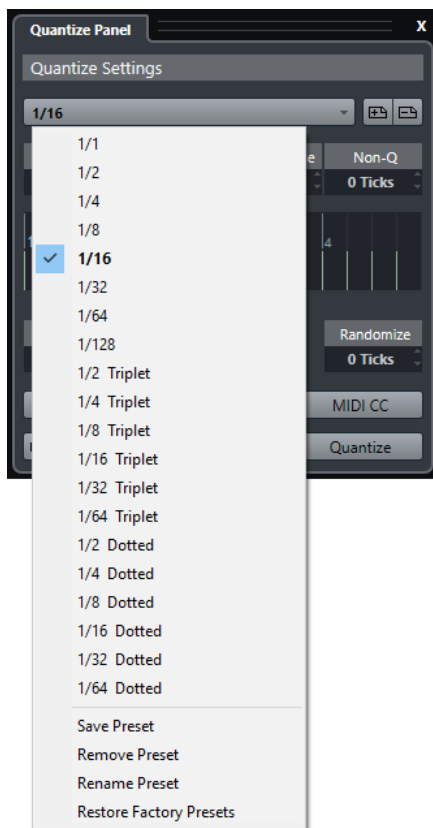 Quantize Panel X
Quantize Settings
1/16
1/1
1/2
e Non-Q
0 Ticks
1/4
1/8
1 4
1/16
1/32
1/64
Randomize
1/128
0 Ticks
1/2 Triplet
1/4 Triplet
MIDI CC
1/8 Triplet
Quantize
1/16 Triplet
1/32 Triplet
1/64 Triplet
1/2 Dotted
1/4 Dotted
1/8 Dotted
1/16 Dotted
1/32 Dotted
1/64 Dotted
Save Preset
Remove Preset
Rename Preset
Restore Factory Presets